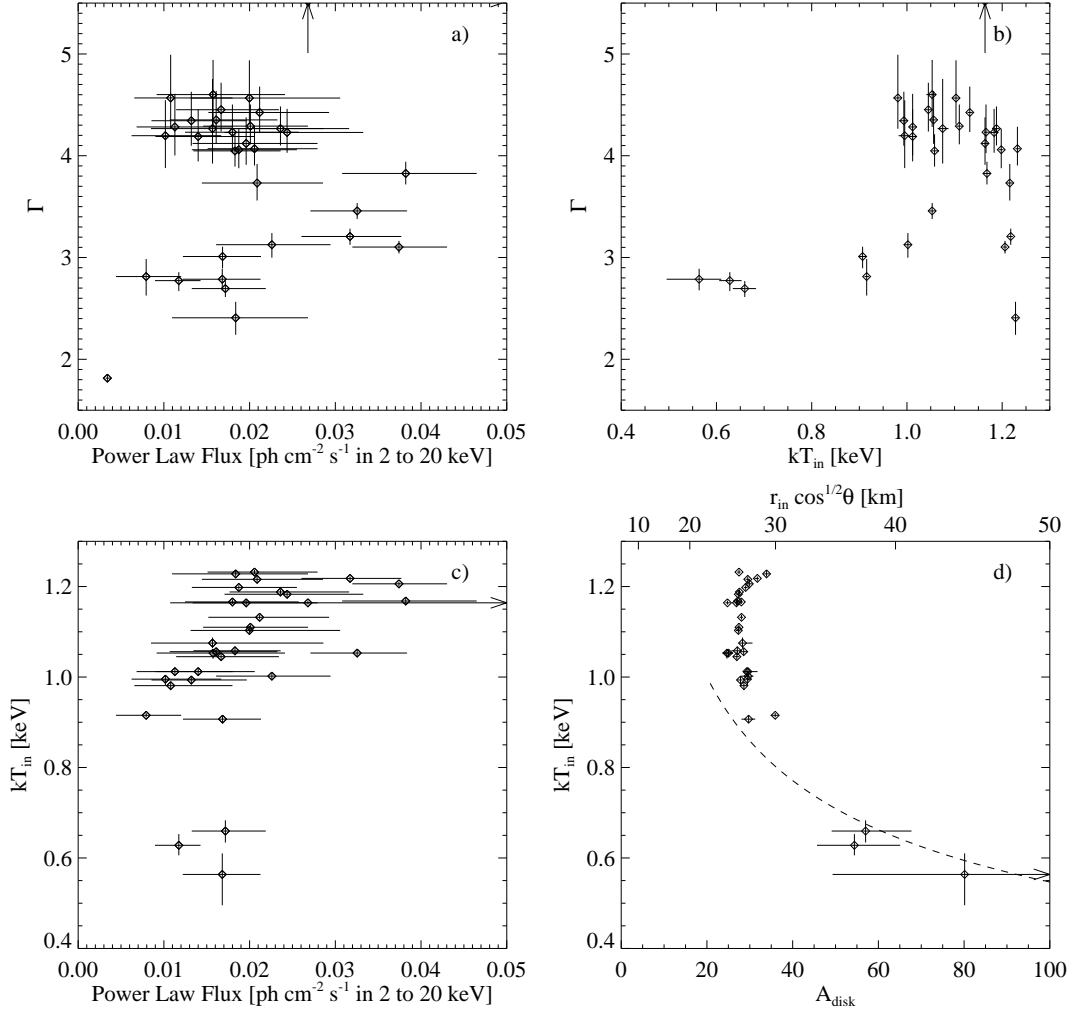 a)
5
4
3
2
Γ
0.00 0.01 0.02 0.03 0.04 0.05
Power Law Flux [ph cm⁻² s⁻¹ in 2 to 20 keV]
b)
5
4
3
2
Γ
0.4 0.6 0.8 1.0 1.2
kT_in [keV]
c)
1.2
1.0
0.8
0.6
0.4
kT_in [keV]
0.00 0.01 0.02 0.03 0.04 0.05
Power Law Flux [ph cm⁻² s⁻¹ in 2 to 20 keV]
r_in cos^1/2θ [km]
10 20 30 40 50
d)
1.2
1.0
0.8
0.6
0.4
kT_in [keV]
0 20 40 60 80 100
A_disk